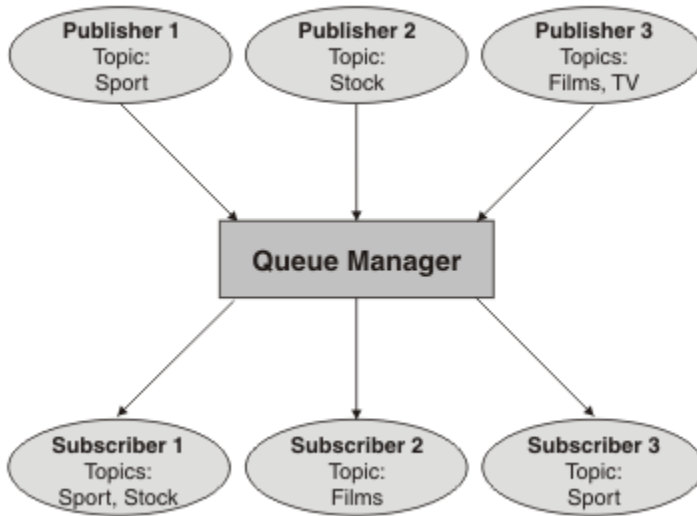 Publisher 1
Topic:
Sport
Publisher 2
Topic:
Stock
Publisher 3
Topics:
Films, TV
Queue Manager
Subscriber 1
Topics:
Sport, Stock
Subscriber 2
Topic:
Films
Subscriber 3
Topic:
Sport